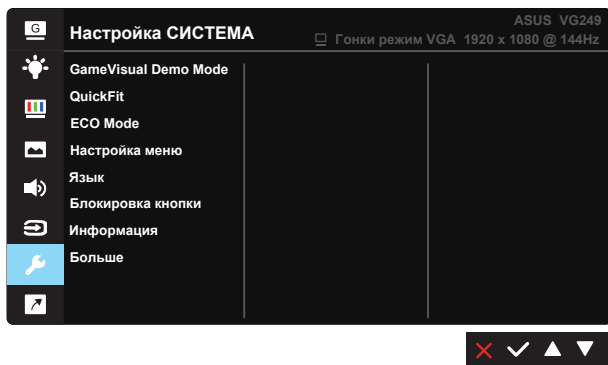 G
ASUS VG249
Настройка СИСТЕМА
Гонки режим VGA 1920 x 1080 @ 144Hz
GameVisual Demo Mode
QuickFit
ECO Mode
Настройка меню
Язык
Блокировка кнопки
Информация
Больше